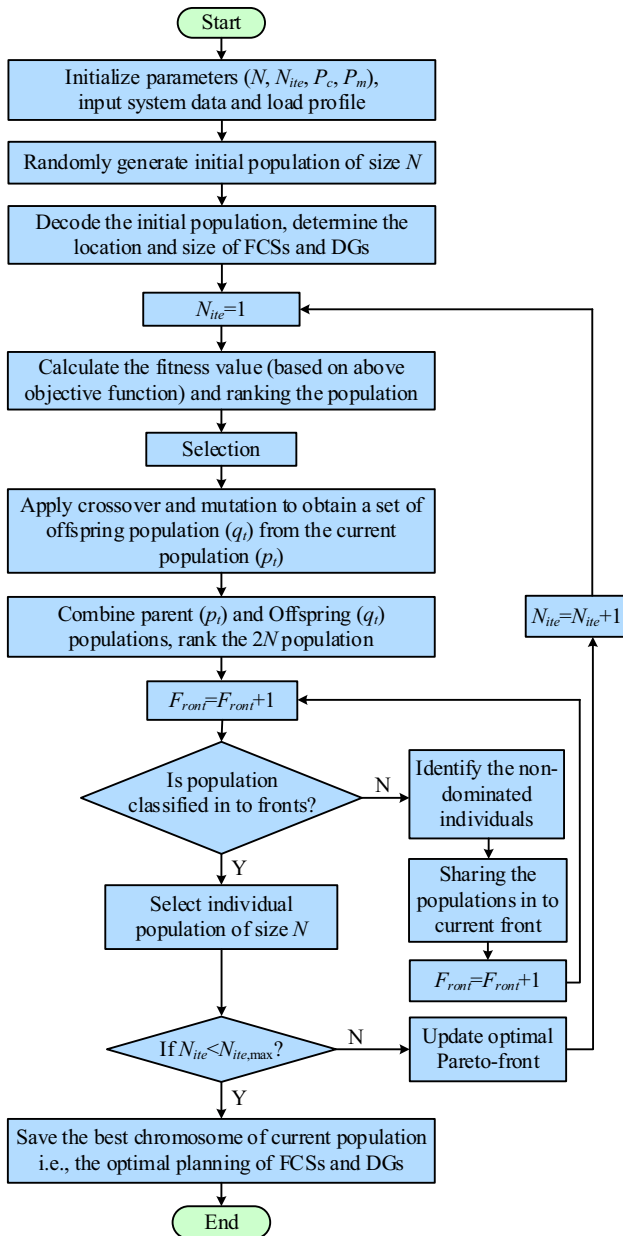 Start
Initialize parameters (N, Nite, Pc, Pm),
input system data and load profile
Randomly generate initial population of size N
Decode the initial population, determine the
location and size of FCSs and DGs
Nite=1
Calculate the fitness value (based on above
objective function) and ranking the population
Selection
Apply crossover and mutation to obtain a set of
offspring population (qt) from the current
population (pt)
Combine parent (pt) and Offspring (qt)
populations, rank the 2N population
Nite=Nite+1
Front=Front+1
Is population
classified in to fronts?
N
Identify the non-
dominated
individuals
Y
Sharing the
populations in to
current front
Select individual
population of size N
Front=Front+1
If Nite<Nite,max?
N
Update optimal
Pareto-front
Y
Save the best chromosome of current population
i.e., the optimal planning of FCSs and DGs
End